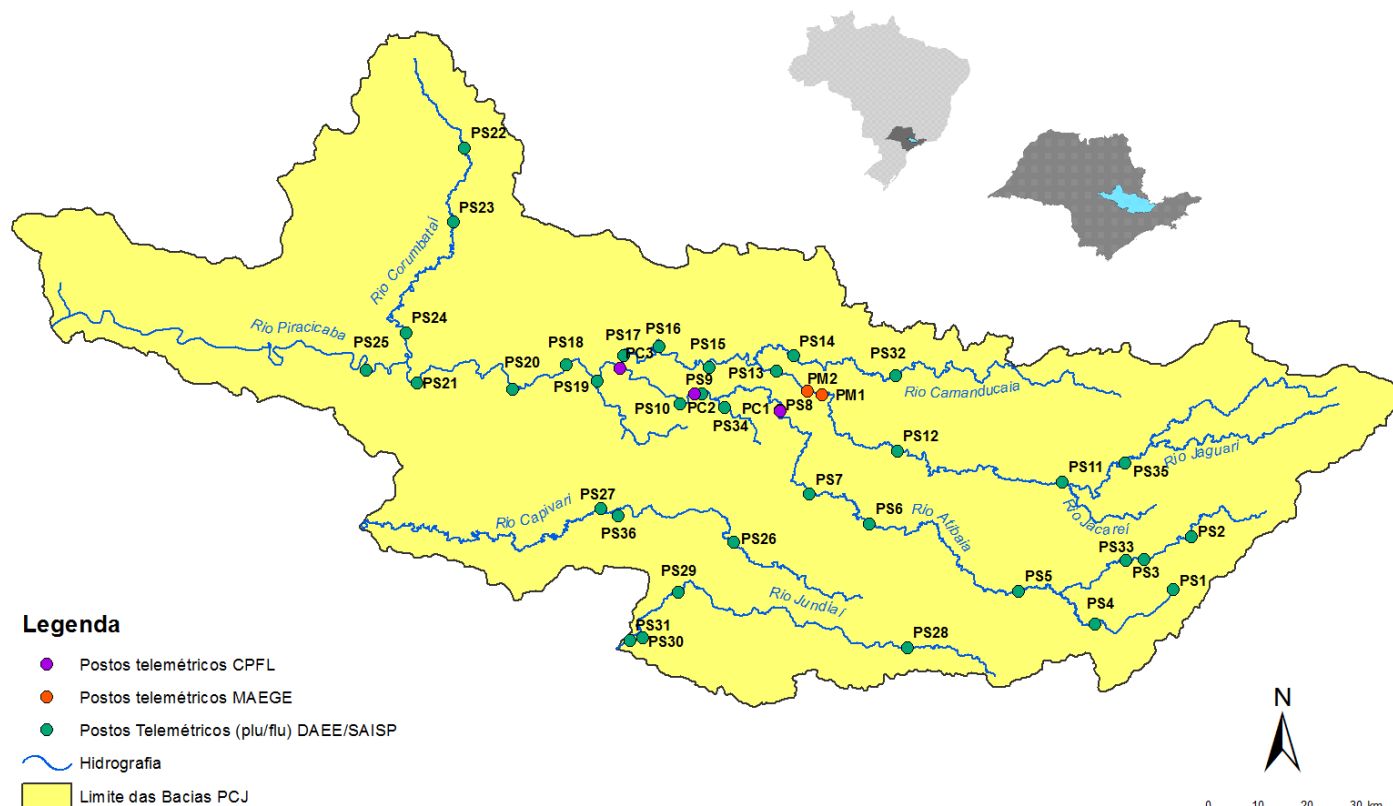 PS22
PS23
Rio Corumbataí
PS24
Rio Piracicaba
PS25
PS21
PS20
PS18
PS19
PS17
PC3
PS16
PS15
PS14
PS13
PS32
PM2
PM1
Rio Camanducaia
PS9
PS10
PC2
PS34
PC1
PS8
PS12
PS11
PS35
Rio Jaguari
Rio Jacareí
PS7
PS6
Rio Atibaia
PS27
Rio Capivari
PS36
PS26
PS2
PS33
PS3
PS1
PS5
PS4
PS29
Rio Jundiaí
PS31
PS30
PS28
Legenda
Postos telemétricos CPFL
Postos telemétricos MAEGE
Postos Telemétricos (plu/flu) DAEE/SAISP
Hidrografia
Limite das Bacias PCJ
N
0 10 20 30 km